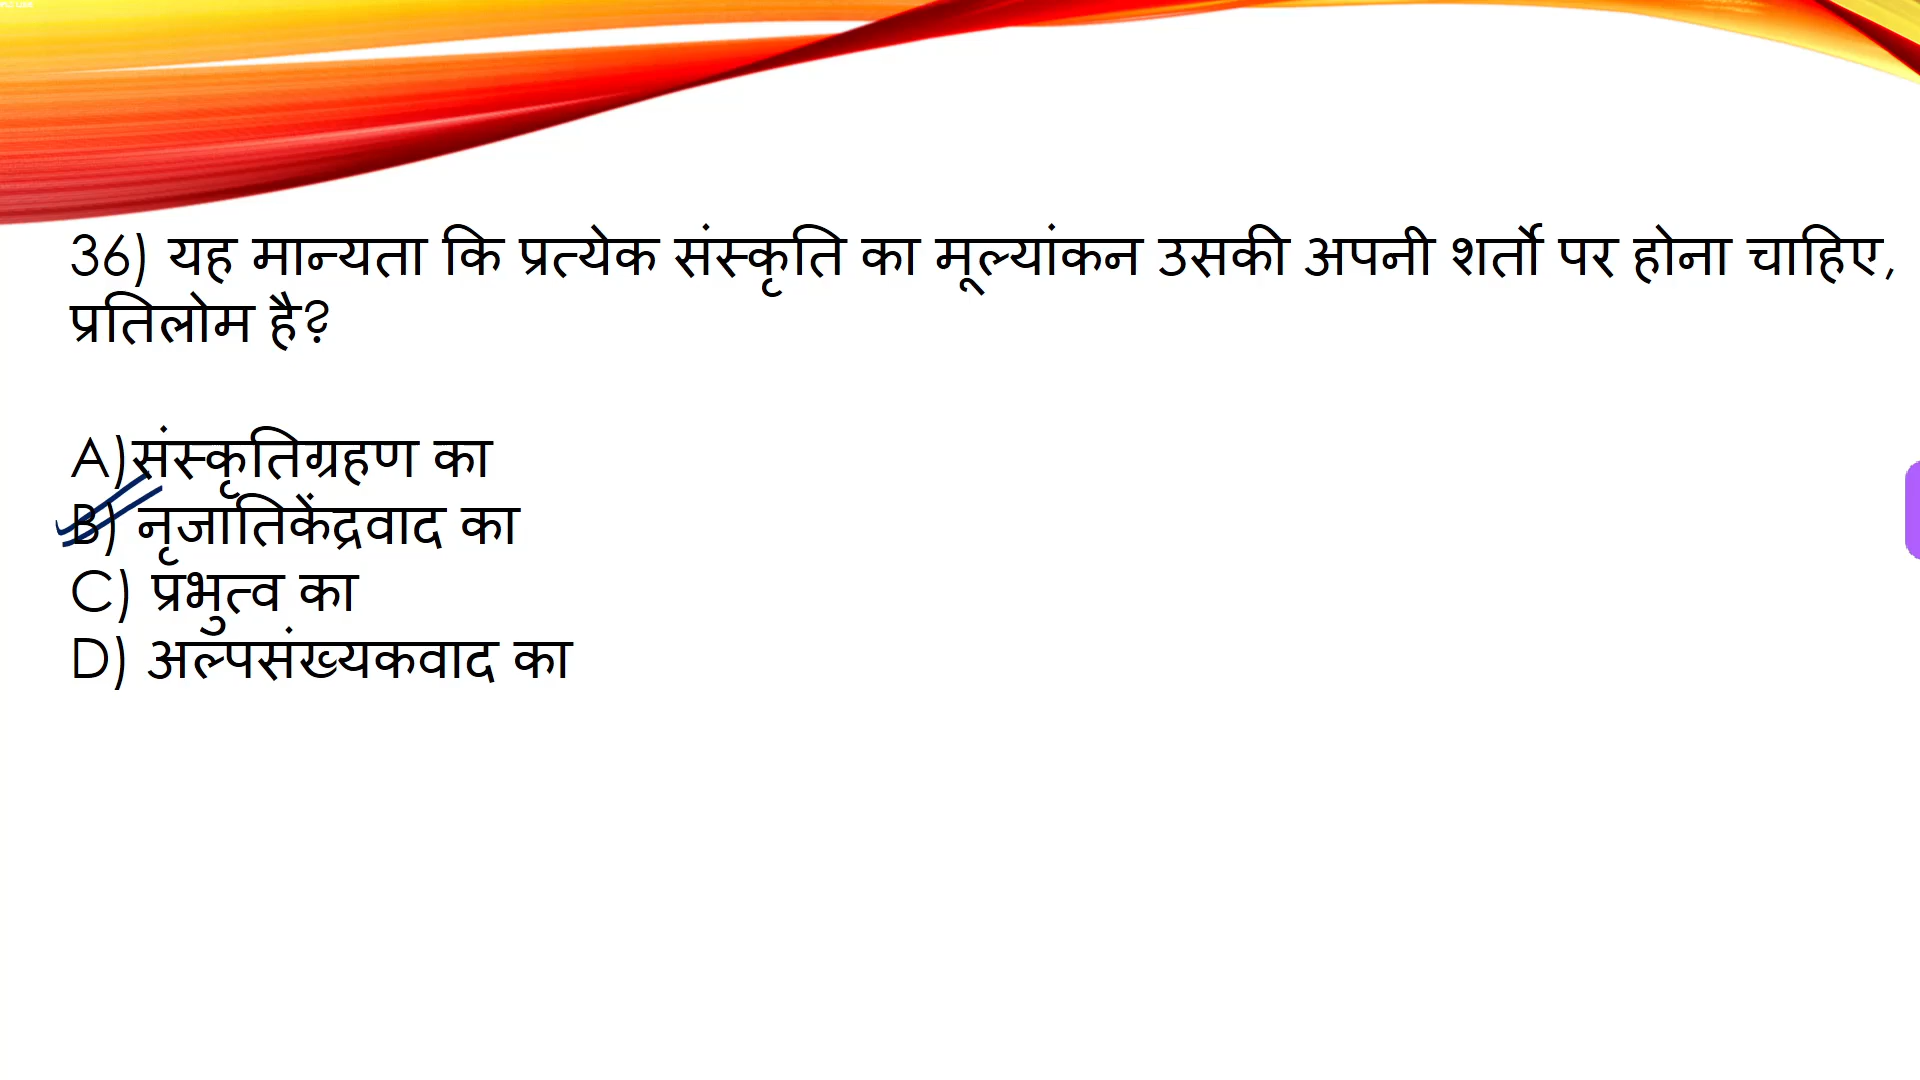 36) यह मान्यता कि प्रत्येक संस्कृति का मूल्यांकन उसकी अपनी शर्तो पर होना चाहिए,
प्रतिलोम है?
A)संस्कृतिग्रहण का
B) नृजातिकेंद्रवाद का
C) प्रभुत्व का
D) अल्पसंख्यकवाद का